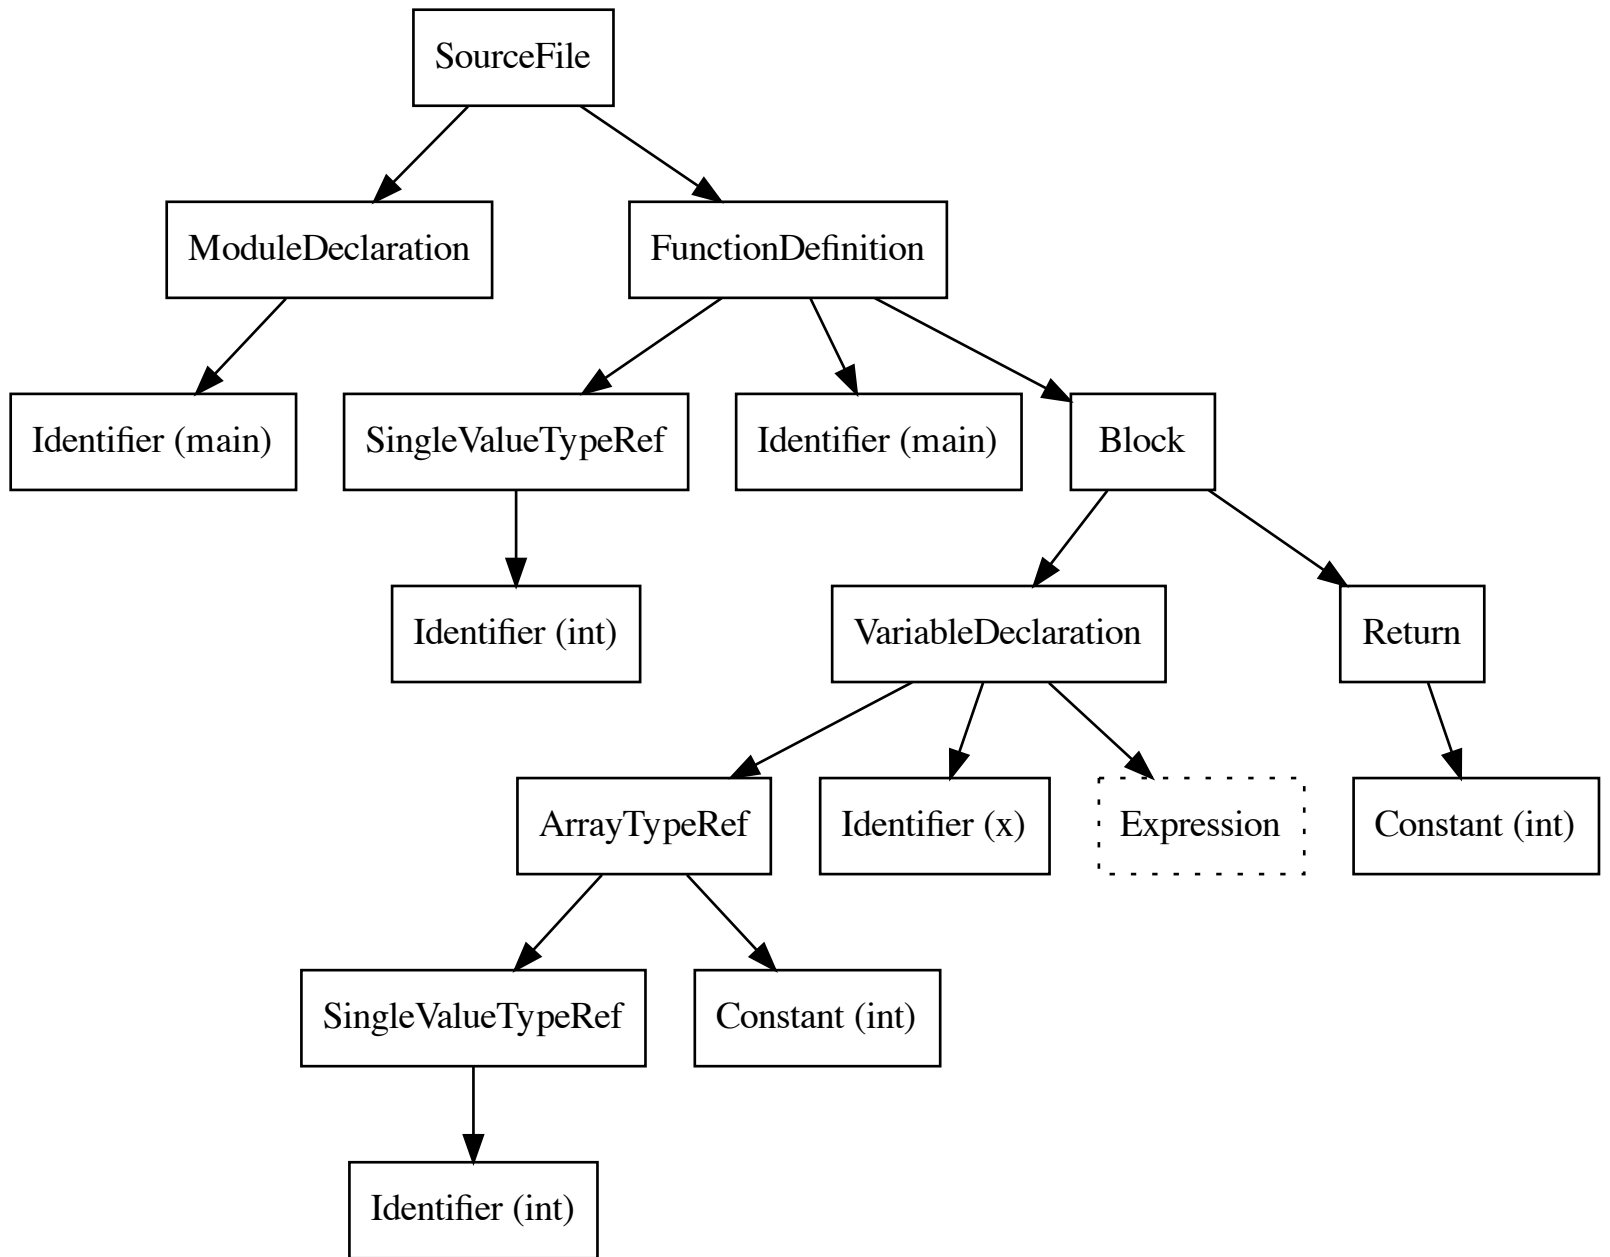 SourceFile
ModuleDeclaration
FunctionDefinition
Identifier (main)
SingleValueTypeRef
Identifier (main)
Block
Identifier (int)
VariableDeclaration
Return
ArrayTypeRef
Identifier (x)
Expression
Constant (int)
SingleValueTypeRef
Constant (int)
Identifier (int)